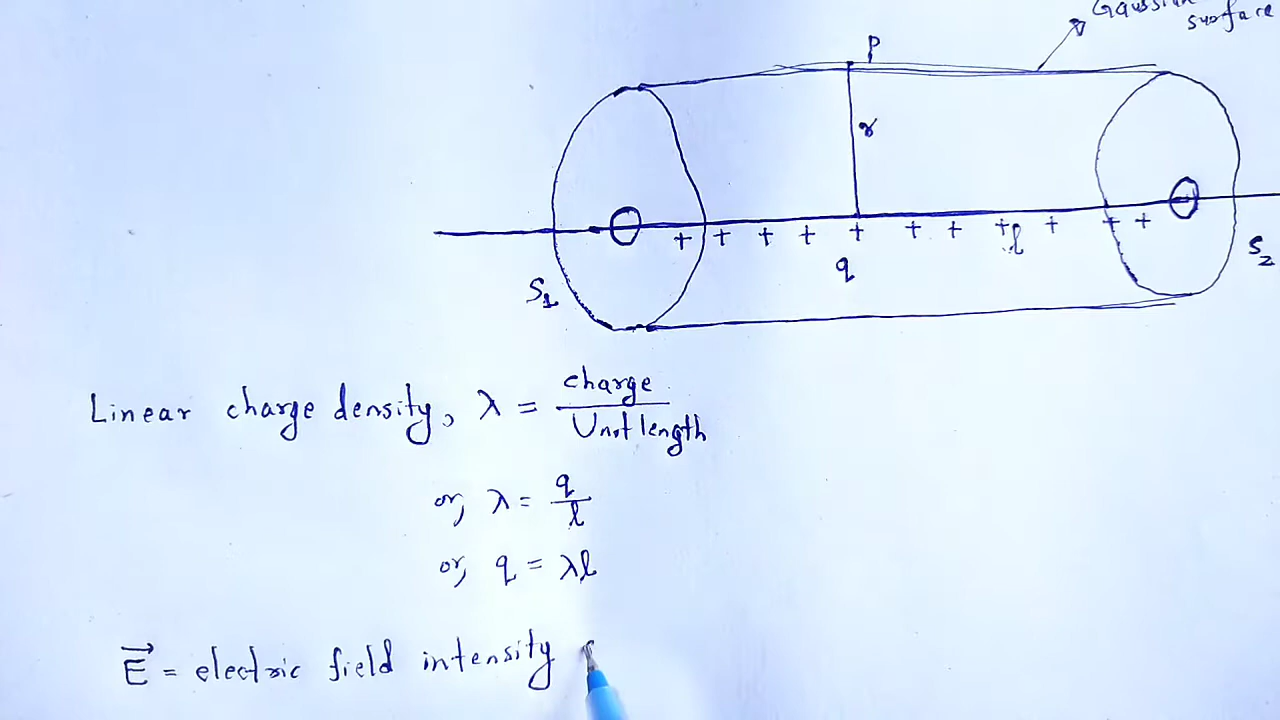 Gaussian
surface
P
r
+ + + + + + + + + + +
q
l
S1
S2
Linear charge density, λ = charge / Unit length
or, λ = q / l
or, q = λl
E⃗ = electric field intensity